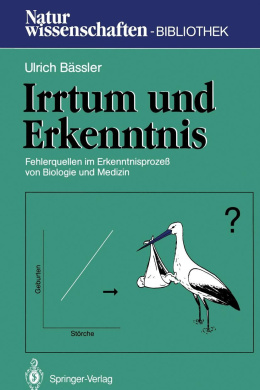 Natur
wissenschaften-BIBLIOTHEK
Ulrich Bässler
Irrtum und
Erkenntnis
Fehlerquellen im Erkenntnisprozeß
von Biologie und Medizin
?
Geburten
Störche
Springer-Verlag